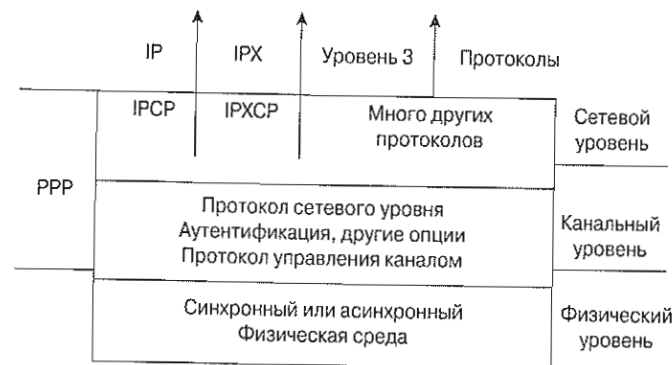 IP IPX Уровень 3 Протоколы
IPCP IPXCP Много других Сетевой
протоколов уровень
PPP
Протокол сетевого уровня
Аутентификация, другие опции Канальный
Протокол управления каналом уровень
Синхронный или асинхронный Физический
Физическая среда уровень